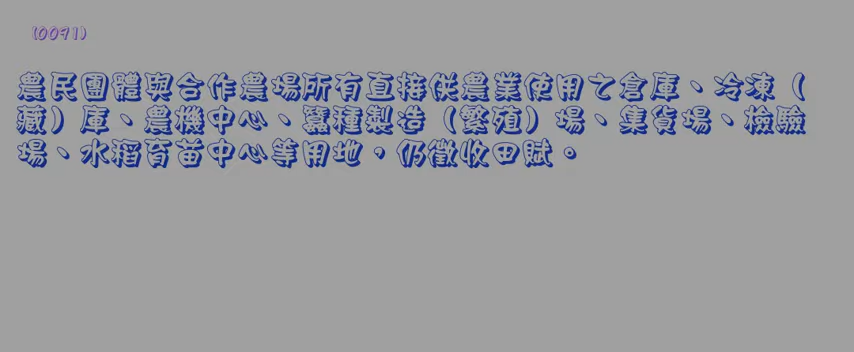 (0091)
農民團體與合作農場所有直接供農業使用之倉庫、冷凍（
藏）庫、農機中心、蠶種製造（繁殖）場、集貨場、檢驗
場、水稻育苗中心等用地，仍徵收田賦。